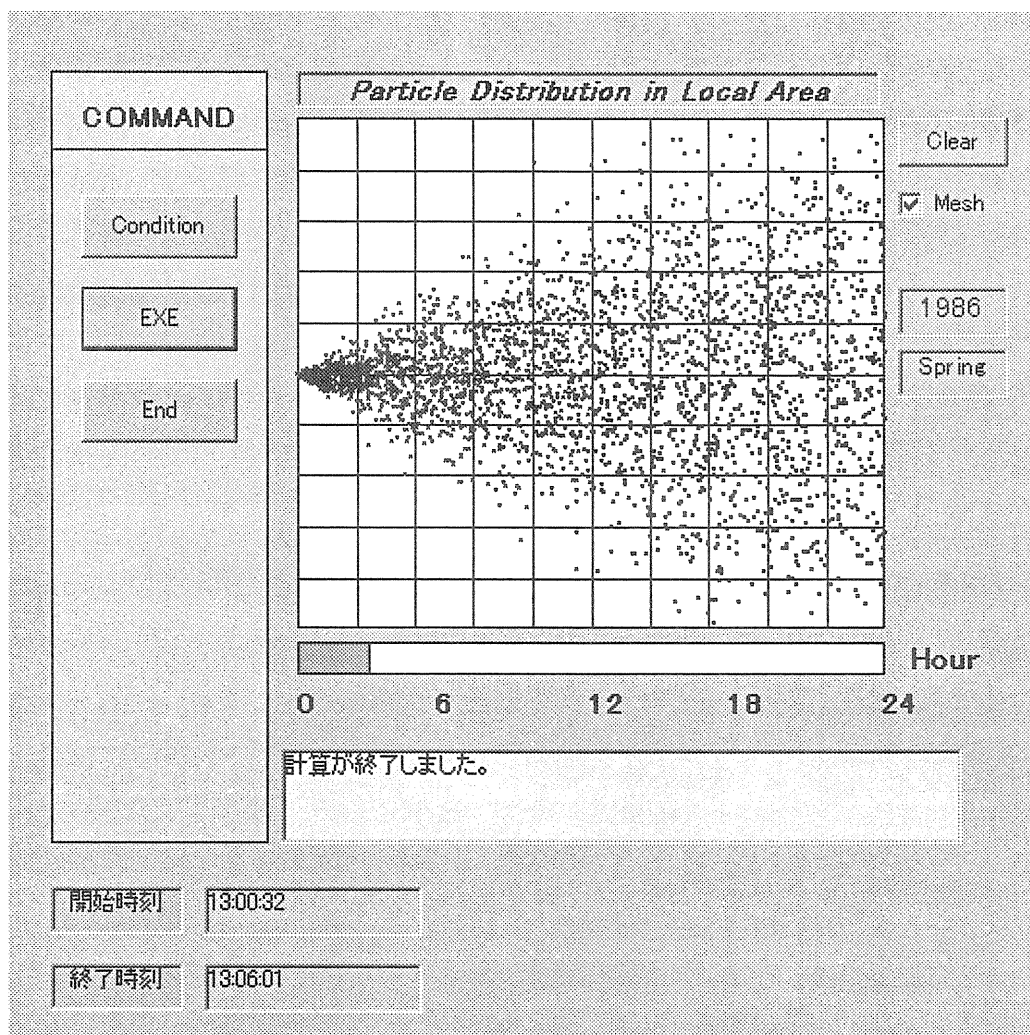 COMMAND
Condition
EXE
End
Particle Distribution in Local Area
Clear
Mesh
1986
Spring
Hour
0 6 12 18 24
計算が終了しました。
開始時刻 13:00:32
終了時刻 13:06:01